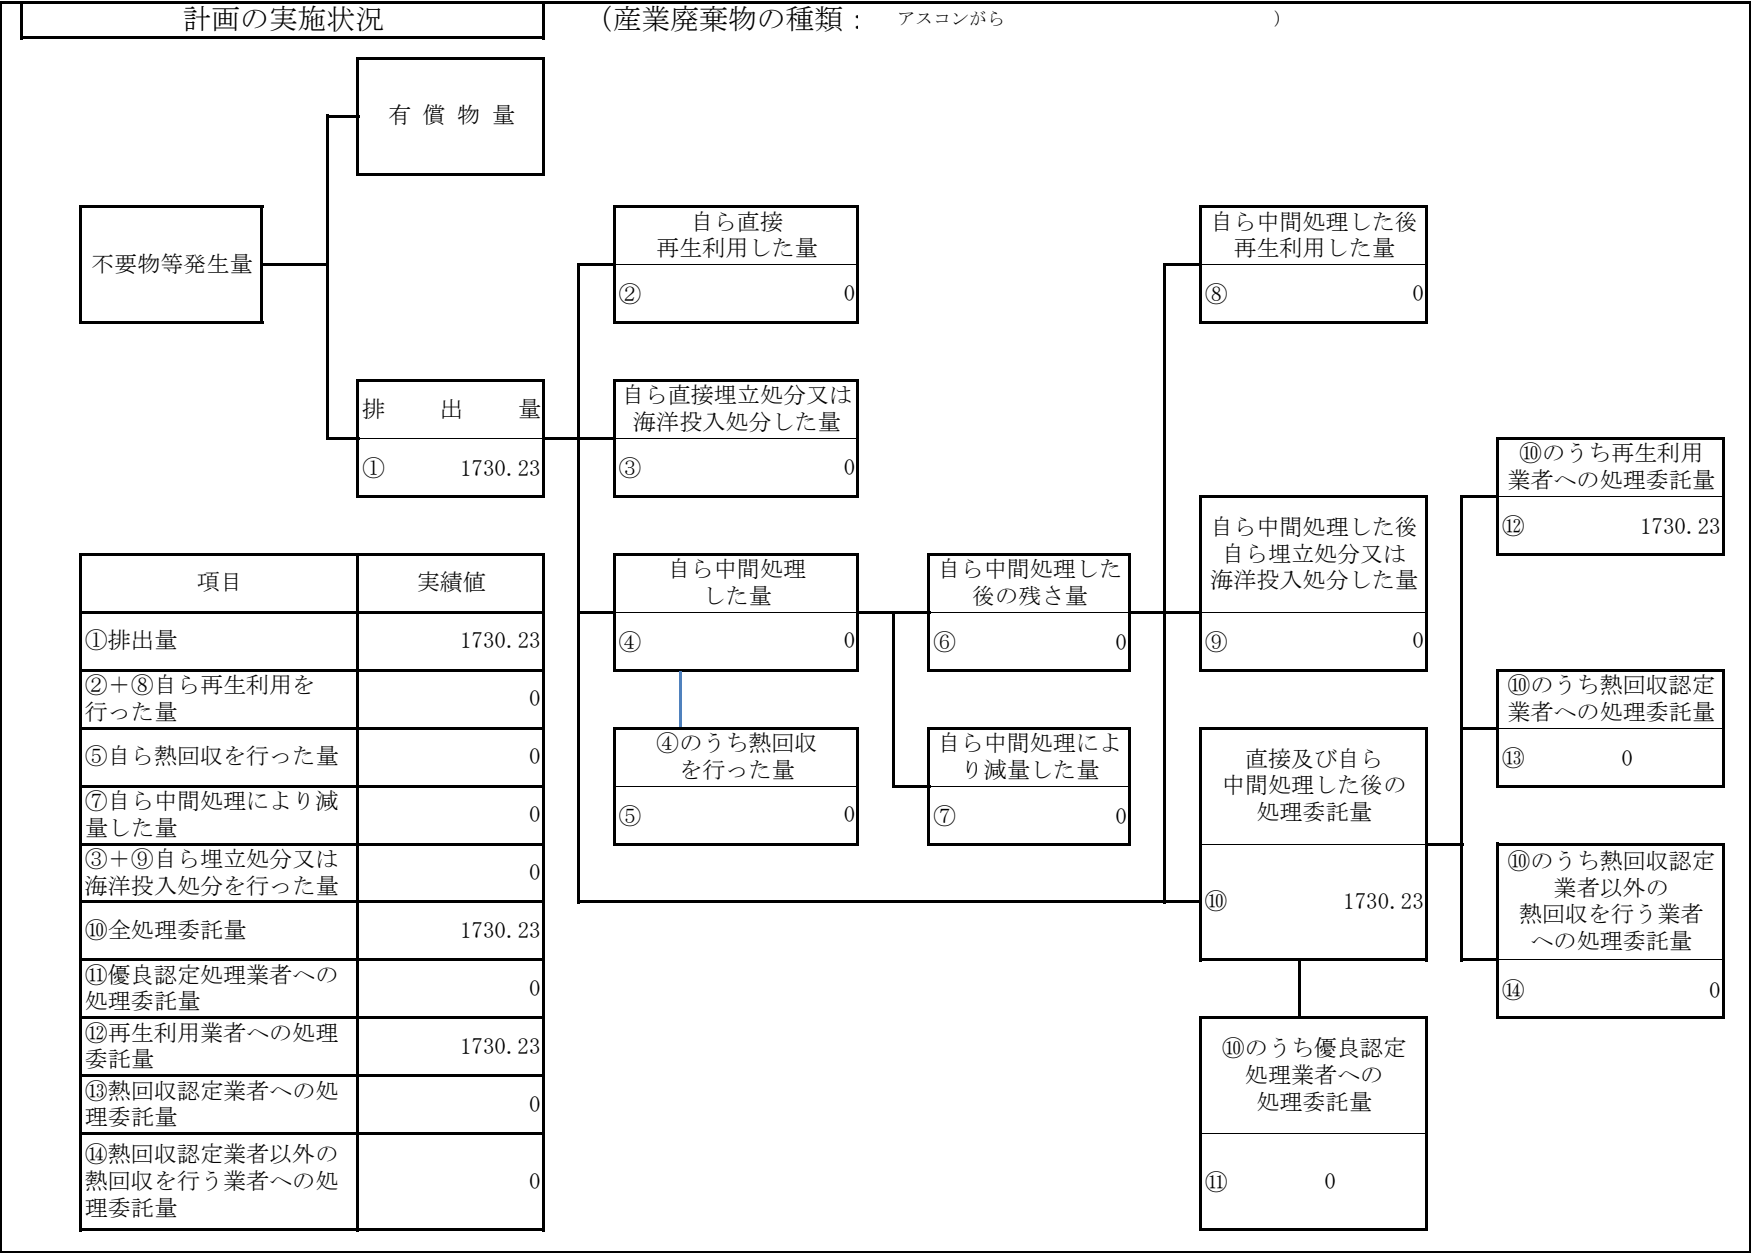 計画の実施状況
（産業廃棄物の種類： アスコンがら ）
有 償 物 量
不要物等発生量
自ら直接
再生利用した量
② 0
自ら中間処理した後
再生利用した量
⑧ 0
排 出 量
① 1730.23
自ら直接埋立処分又は
海洋投入処分した量
③ 0
⑩のうち再生利用
業者への処理委託量
⑫ 1730.23
自ら中間処理した後
自ら埋立処分又は
海洋投入処分した量
⑨ 0
自ら中間処理
した量
④ 0
自ら中間処理した
後の残さ量
⑥ 0
⑩のうち熱回収認定
業者への処理委託量
⑬ 0
④のうち熱回収
を行った量
⑤ 0
自ら中間処理によ
り減量した量
⑦ 0
直接及び自ら
中間処理した後の
処理委託量
⑩ 1730.23
⑩のうち熱回収認定
業者以外の
熱回収を行う業者
への処理委託量
⑭ 0
⑩のうち優良認定
処理業者への
処理委託量
⑪ 0
項目 実績値
①排出量 1730.23
②＋⑧自ら再生利用を
行った量 0
⑤自ら熱回収を行った量 0
⑦自ら中間処理により減
量した量 0
③＋⑨自ら埋立処分又は
海洋投入処分を行った量 0
⑩全処理委託量 1730.23
⑪優良認定処理業者への
処理委託量 0
⑫再生利用業者への処理
委託量 1730.23
⑬熱回収認定業者への処
理委託量 0
⑭熱回収認定業者以外の
熱回収を行う業者への処 0
理委託量